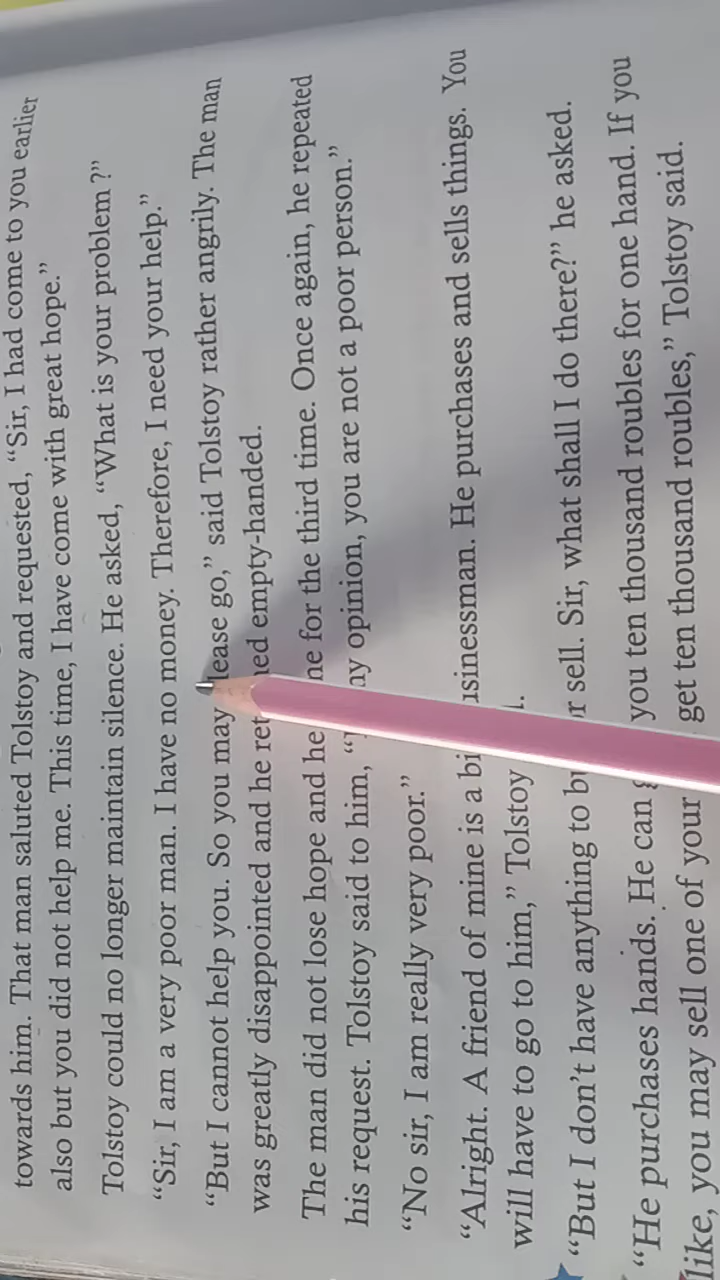 towards him. That man saluted Tolstoy and requested, “Sir, I had come to you earlier
also but you did not help me. This time, I have come with great hope.”
Tolstoy could no longer maintain silence. He asked, “What is your problem ?”
“Sir, I am a very poor man. I have no money. Therefore, I need your help.”
“But I cannot help you. So you may lease go,” said Tolstoy rather angrily. The man
was greatly disappointed and he ret ned empty-handed.
The man did not lose hope and he ne for the third time. Once again, he repeated
his request. Tolstoy said to him, “ ny opinion, you are not a poor person.”
“No sir, I am really very poor.”
“Alright. A friend of mine is a bi usinessman. He purchases and sells things. You
will have to go to him,” Tolstoy
“But I don’t have anything to bu r sell. Sir, what shall I do there?” he asked.
“He purchases hands. He can g you ten thousand roubles for one hand. If you
like, you may sell one of your get ten thousand roubles,” Tolstoy said.